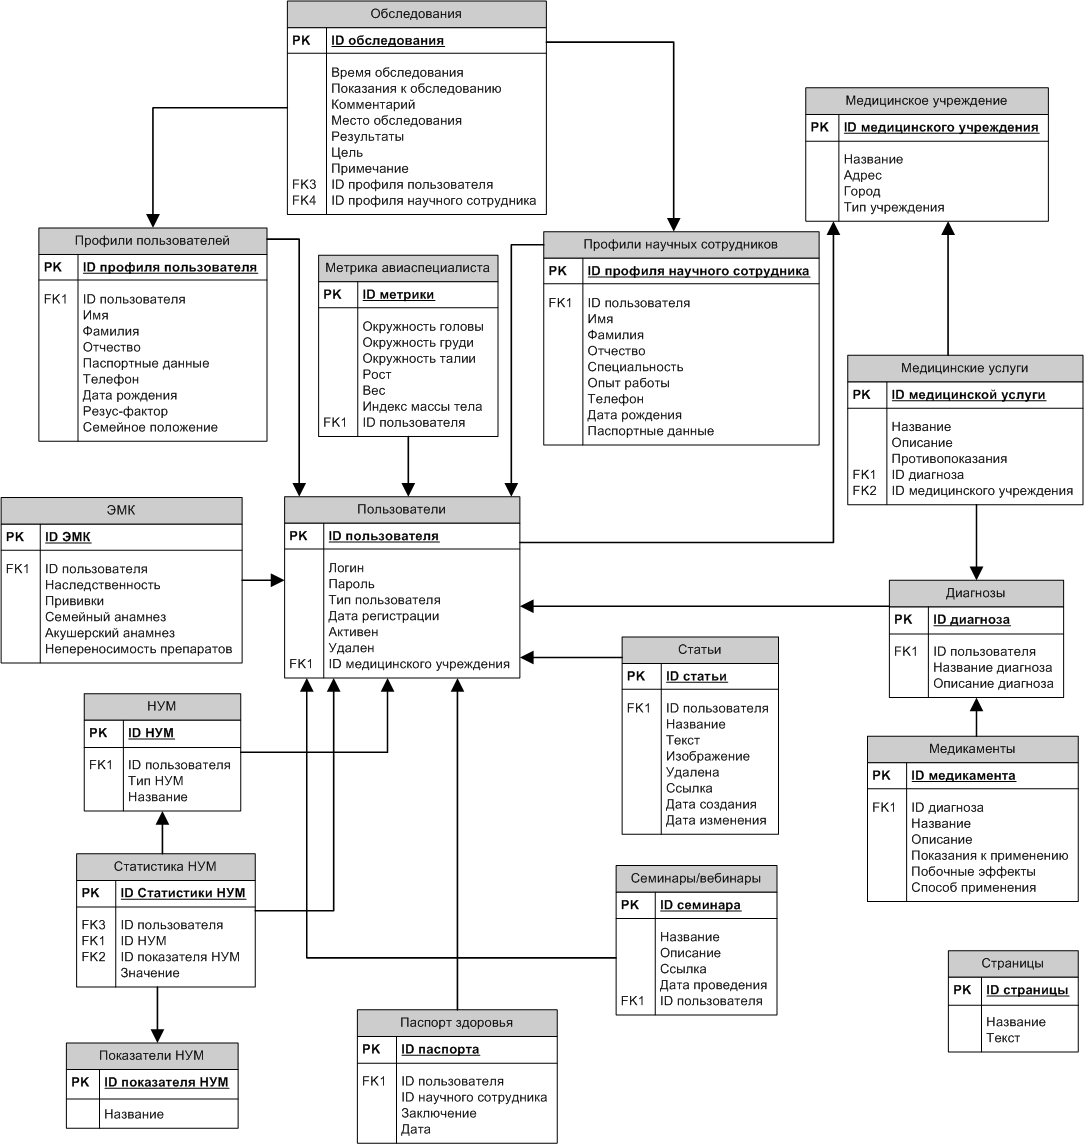 Обследования
PK ID обследования
Время обследования
Показания к обследованию
Комментарий
Место обследования
Результаты
Цель
Примечание
FK3 ID профиля пользователя
FK4 ID профиля научного сотрудника
Медицинское учреждение
PK ID медицинского учреждения
Название
Адрес
Город
Тип учреждения
Профили пользователей
PK ID профиля пользователя
FK1 ID пользователя
Имя
Фамилия
Отчество
Паспортные данные
Телефон
Дата рождения
Резус-фактор
Семейное положение
Метрика авиаспециалиста
PK ID метрики
Окружность головы
Окружность груди
Окружность талии
Рост
Вес
Индекс массы тела
FK1 ID пользователя
Профили научных сотрудников
PK ID профиля научного сотрудника
FK1 ID пользователя
Имя
Фамилия
Отчество
Специальность
Опыт работы
Телефон
Дата рождения
Паспортные данные
Медицинские услуги
PK ID медицинской услуги
Название
Описание
Противопоказания
FK1 ID диагноза
FK2 ID медицинского учреждения
ЭМК
PK ID ЭМК
FK1 ID пользователя
Наследственность
Прививки
Семейный анамнез
Акушерский анамнез
Непереносимость препаратов
Пользователи
PK ID пользователя
Логин
Пароль
Тип пользователя
Дата регистрации
Активен
Удален
FK1 ID медицинского учреждения
Диагнозы
PK ID диагноза
FK1 ID пользователя
Название диагноза
Описание диагноза
Статьи
PK ID статьи
FK1 ID пользователя
Название
Текст
Изображение
Удалена
Ссылка
Дата создания
Дата изменения
НУМ
PK ID НУМ
FK1 ID пользователя
Тип НУМ
Название
Медикаменты
PK ID медикамента
FK1 ID диагноза
Название
Описание
Показания к применению
Побочные эффекты
Способ применения
Статистика НУМ
PK ID Статистики НУМ
FK3 ID пользователя
FK1 ID НУМ
FK2 ID показателя НУМ
Значение
Семинары/вебинары
PK ID семинара
Название
Описание
Ссылка
Дата проведения
FK1 ID пользователя
Страницы
PK ID страницы
Название
Текст
Паспорт здоровья
PK ID паспорта
FK1 ID пользователя
ID научного сотрудника
Заключение
Дата
Показатели НУМ
PK ID показателя НУМ
Название